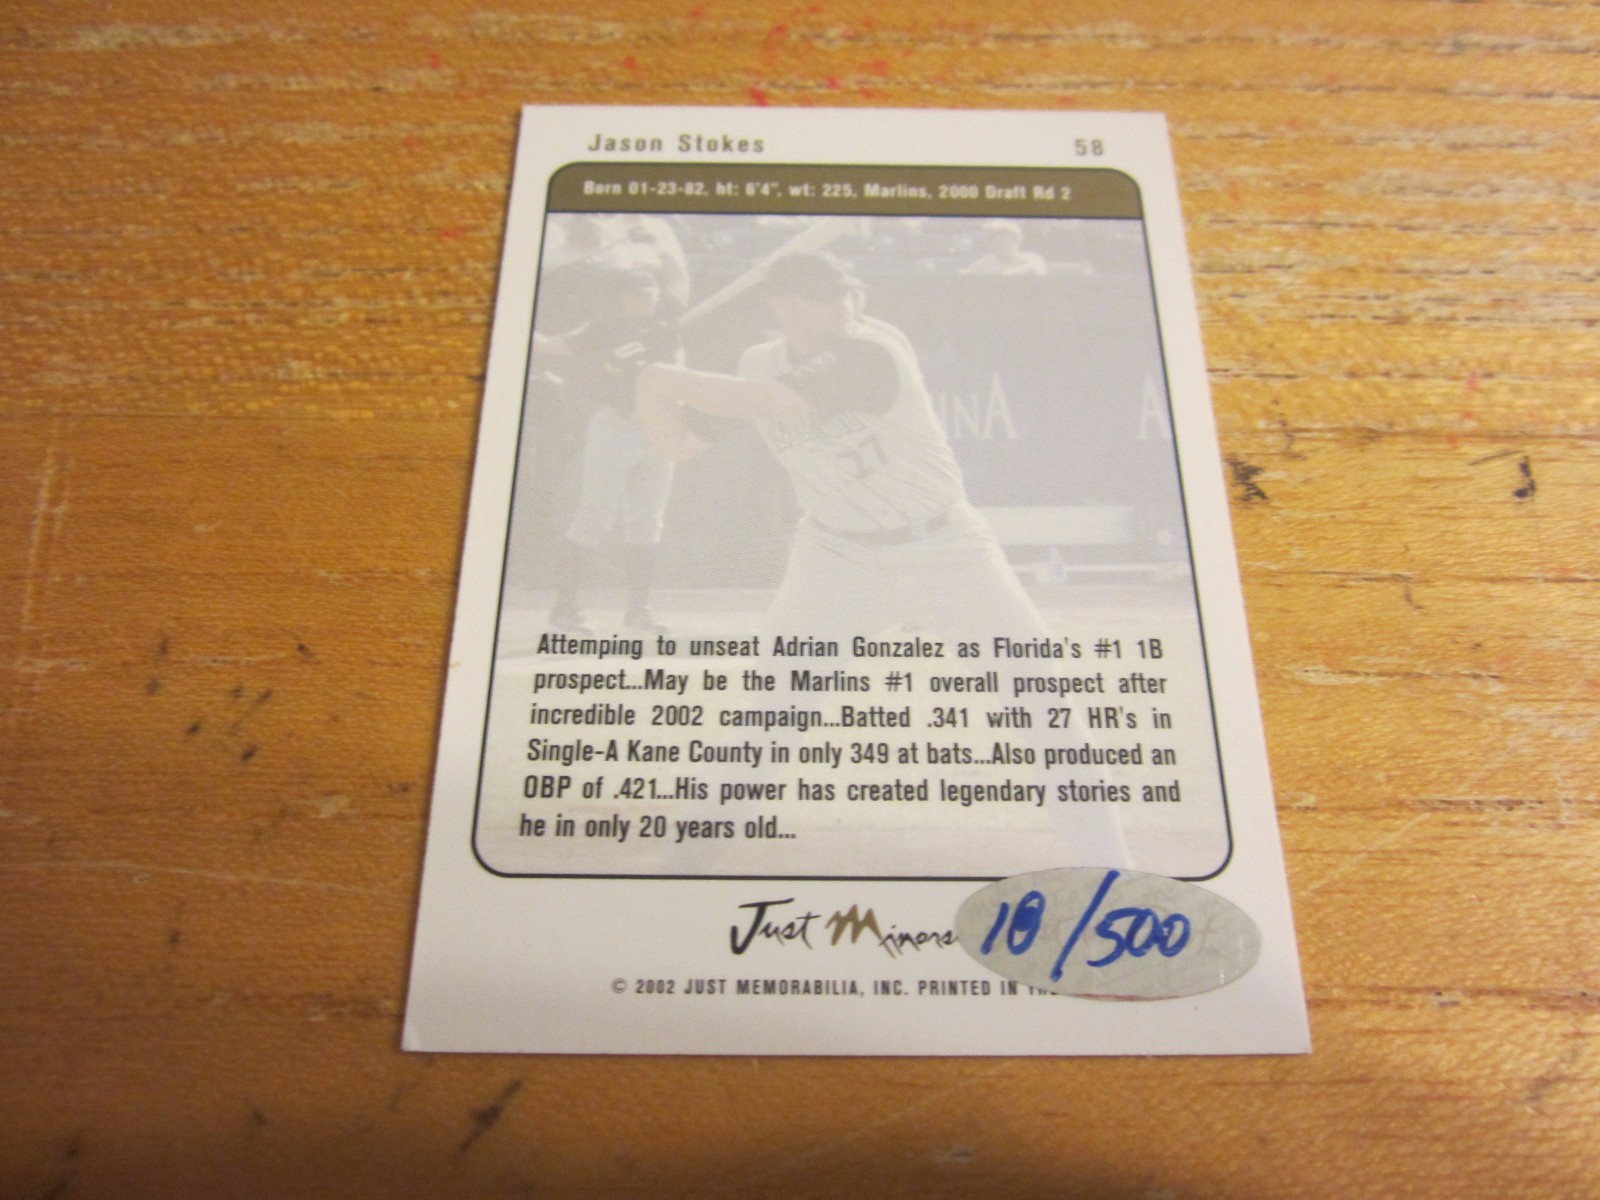 Jason Stokes 58
Born 01-23-82, ht: 6'4", wt: 225, Marlins, 2000 Draft Rd 2
INA A
27
Attemping to unseat Adrian Gonzalez as Florida's #1 1B
prospect...May be the Marlins #1 overall prospect after
incredible 2002 campaign...Batted .341 with 27 HR's in
Single-A Kane County in only 349 at bats...Also produced an
OBP of .421...His power has created legendary stories and
he in only 20 years old...
Just Minors
18/500
© 2002 JUST MEMORABILIA, INC. PRINTED IN